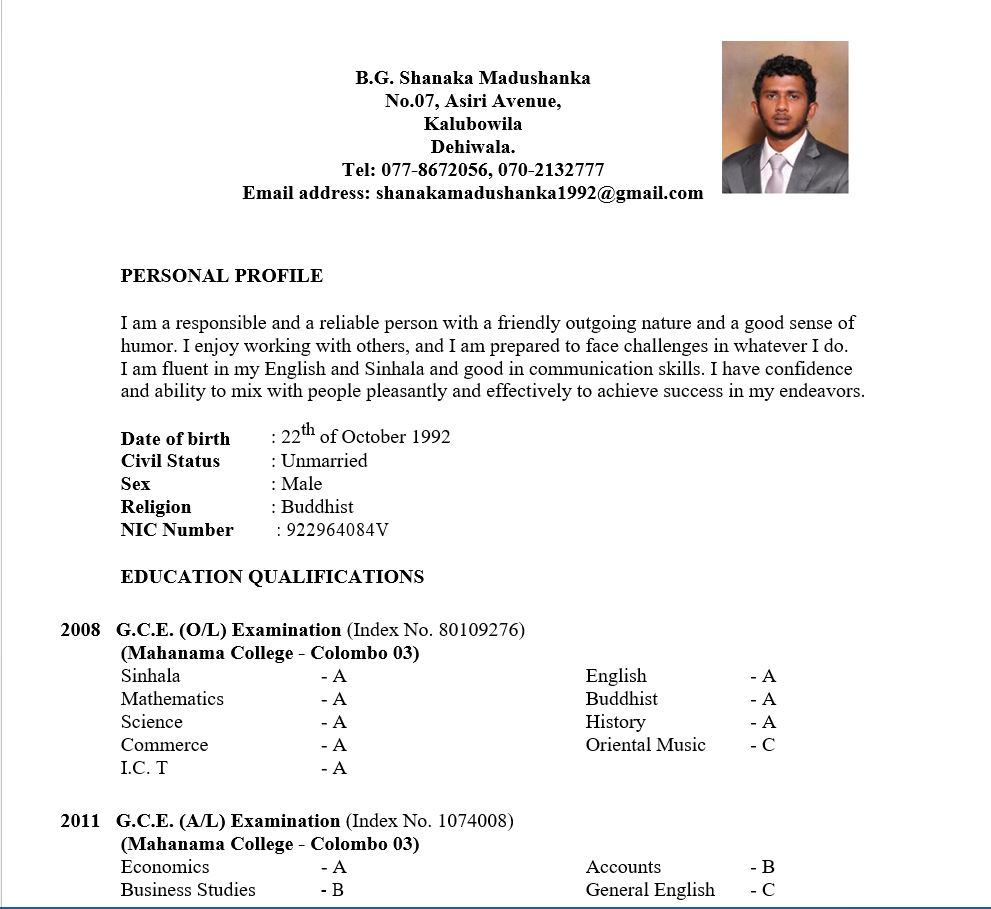 B.G. Shanaka Madushanka
No.07, Asiri Avenue,
Kalubowila
Dehiwala.
Tel: 077-8672056, 070-2132777
Email address: shanakamadushanka1992@gmail.com
PERSONAL PROFILE
I am a responsible and a reliable person with a friendly outgoing nature and a good sense of
humor. I enjoy working with others, and I am prepared to face challenges in whatever I do.
I am fluent in my English and Sinhala and good in communication skills. I have confidence
and ability to mix with people pleasantly and effectively to achieve success in my endeavors.
Date of birth : 22th of October 1992
Civil Status : Unmarried
Sex : Male
Religion : Buddhist
NIC Number : 922964084V
EDUCATION QUALIFICATIONS
2008 G.C.E. (O/L) Examination (Index No. 80109276)
(Mahanama College - Colombo 03)
Sinhala - A English - A
Mathematics - A Buddhist - A
Science - A History - A
Commerce - A Oriental Music - C
I.C. T - A
2011 G.C.E. (A/L) Examination (Index No. 1074008)
(Mahanama College - Colombo 03)
Economics - A Accounts - B
Business Studies - B General English - C